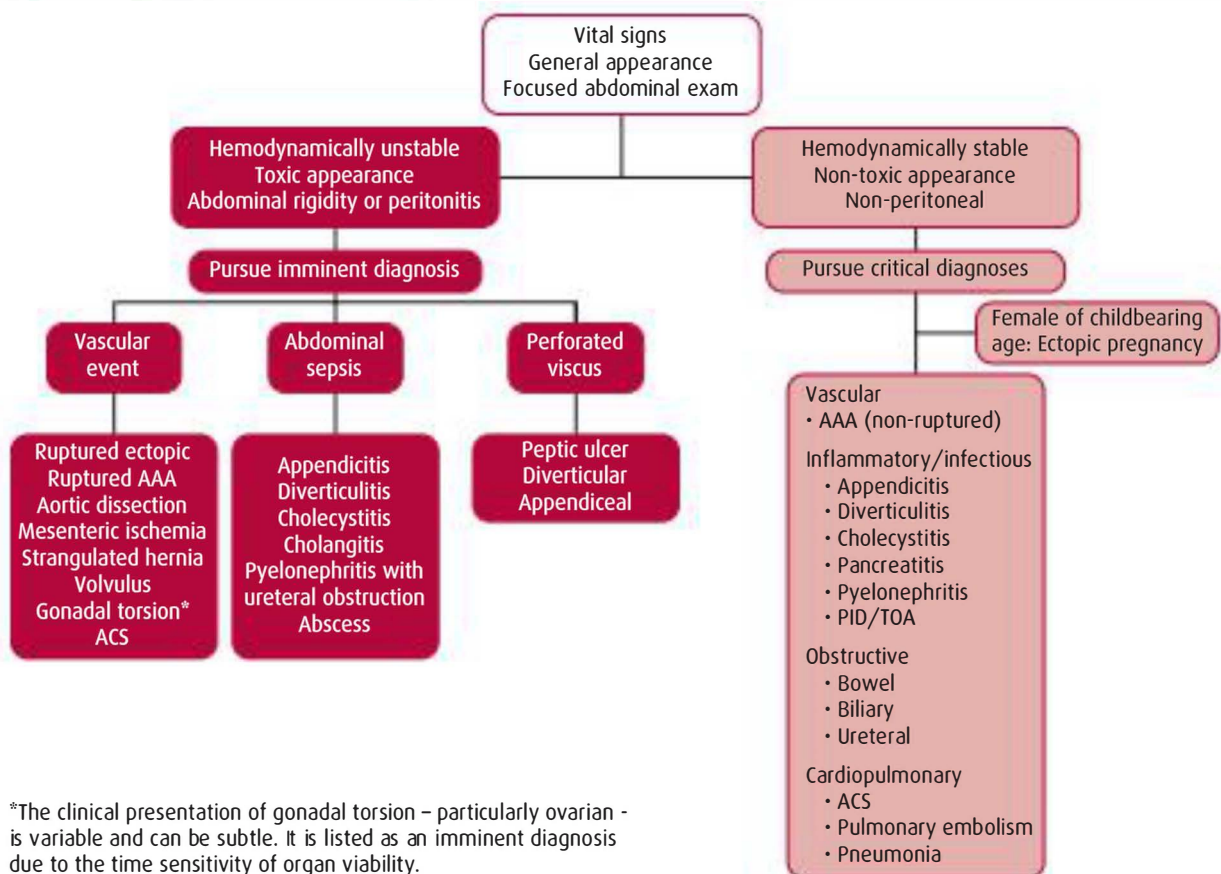 Vital signs
General appearance
Focused abdominal exam
Hemodynamically unstable
Toxic appearance
Abdominal rigidity or peritonitis
Hemodynamically stable
Non-toxic appearance
Non-peritoneal
Pursue imminent diagnosis
Pursue critical diagnoses
Female of childbearing
age: Ectopic pregnancy
Vascular
event
Abdominal
sepsis
Perforated
viscus
Ruptured ectopic
Ruptured AAA
Aortic dissection
Mesenteric ischemia
Strangulated hernia
Volvulus
Gonadal torsion*
ACS
Appendicitis
Diverticulitis
Cholecystitis
Cholangitis
Pyelonephritis with
ureteral obstruction
Abscess
Peptic ulcer
Diverticular
Appendiceal
Vascular
• AAA (non-ruptured)
Inflammatory/infectious
• Appendicitis
• Diverticulitis
• Cholecystitis
• Pancreatitis
• Pyelonephritis
• PID/TOA
Obstructive
• Bowel
• Biliary
• Ureteral
Cardiopulmonary
• ACS
• Pulmonary embolism
• Pneumonia
*The clinical presentation of gonadal torsion – particularly ovarian -
is variable and can be subtle. It is listed as an imminent diagnosis
due to the time sensitivity of organ viability.